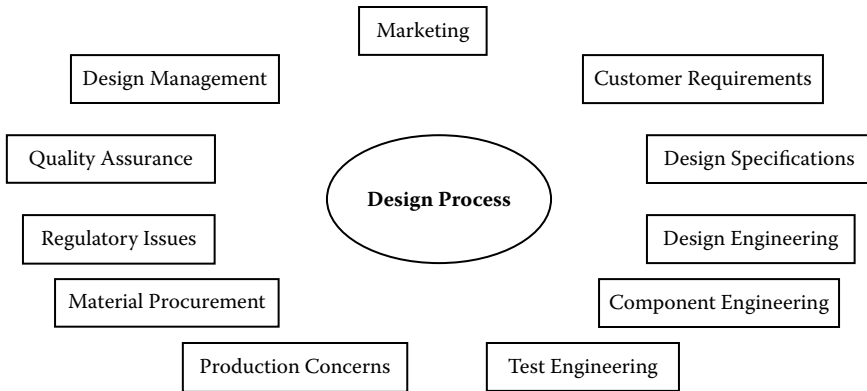 Marketing
Design Management
Customer Requirements
Quality Assurance
Design Specifications
Design Process
Regulatory Issues
Design Engineering
Material Procurement
Component Engineering
Production Concerns
Test Engineering